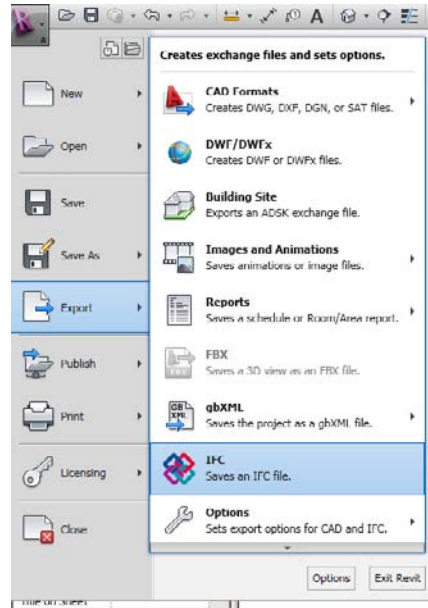 Creates exchange files and sets options.
New
CAD Formats
Creates DWG, DXF, DGN, or SAT files.
Open
DWF/DWFx
Creates DWF or DWFx files.
Save
Building Site
Exports an ADSK exchange file.
Save As
Images and Animations
Saves animations or image files.
Export
Reports
Saves a schedule or Room/Area report.
Publish
FBX
Saves a 3D view as an FBX file.
Print
gbXML
Saves the project as a gbXML file.
Licensing
IFC
Saves an IFC file.
Close
Options
Sets export options for CAD and IFC.
Options
Exit Revit